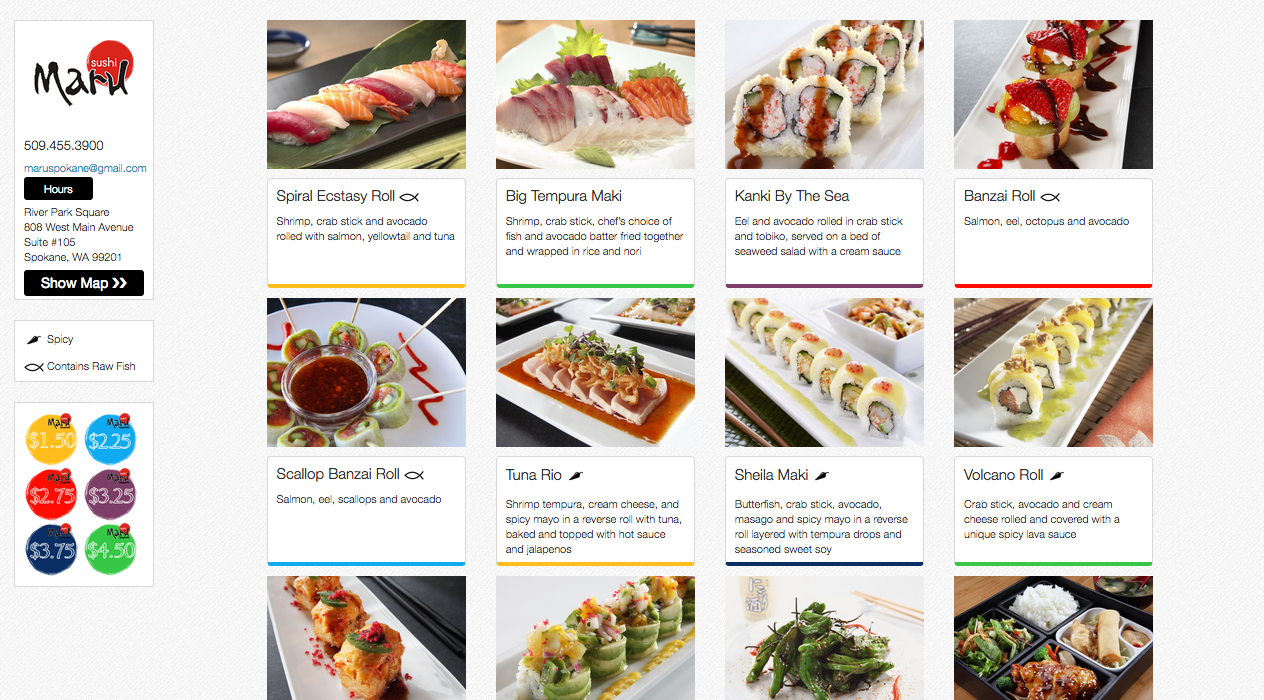 sushi
Maru
509.455.3900
maruspokane@gmail.com
Hours
River Park Square
808 West Main Avenue
Suite #105
Spokane, WA 99201
Show Map »
Spicy
Contains Raw Fish
Maru
$1.50
Maru
$2.25
Maru
$2.75
Maru
$3.25
Maru
$3.75
Maru
$4.50
Spiral Ecstasy Roll
Shrimp, crab stick and avocado
rolled with salmon, yellowtail and tuna
Big Tempura Maki
Shrimp, crab stick, chef's choice of
fish and avocado batter fried together
and wrapped in rice and nori
Kanki By The Sea
Eel and avocado rolled in crab stick
and tobiko, served on a bed of
seaweed salad with a cream sauce
Banzai Roll
Salmon, eel, octopus and avocado
Scallop Banzai Roll
Salmon, eel, scallops and avocado
Tuna Rio
Shrimp tempura, cream cheese, and
spicy mayo in a reverse roll with tuna,
baked and topped with hot sauce
and jalapenos
Sheila Maki
Butterfish, crab stick, avocado,
masago and spicy mayo in a reverse
roll layered with tempura drops and
seasoned sweet soy
Volcano Roll
Crab stick, avocado and cream
cheese rolled and covered with a
unique spicy lava sauce